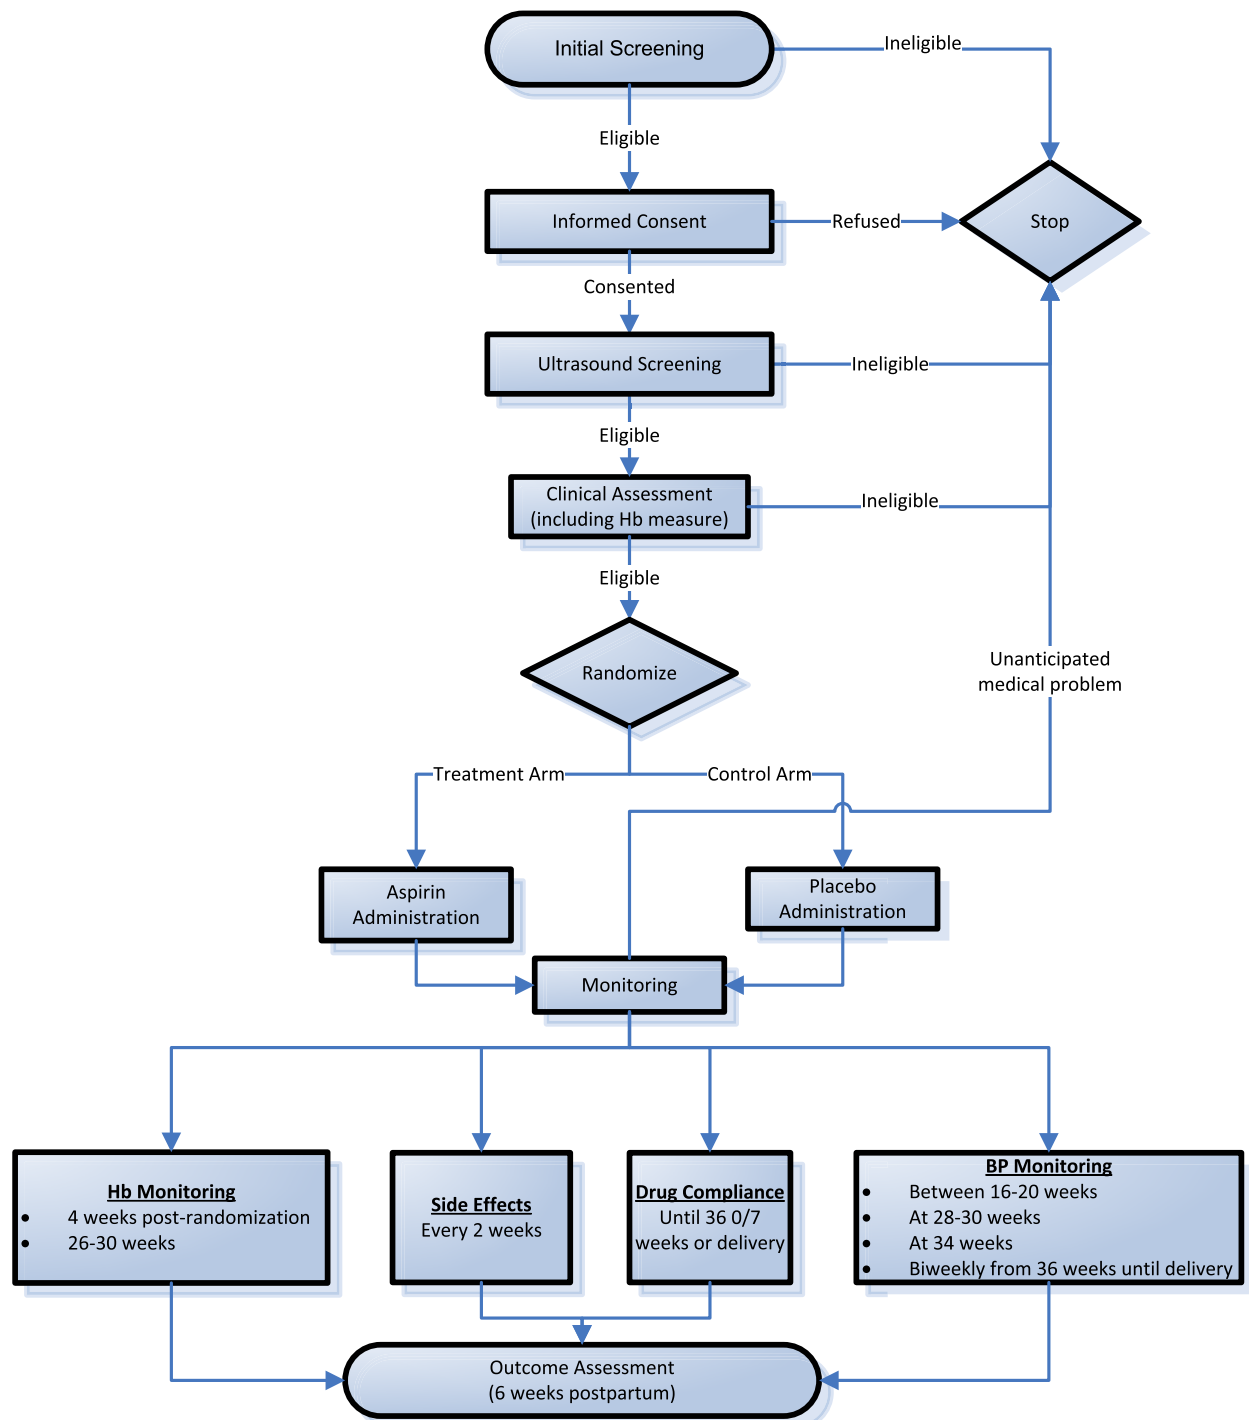 Initial Screening
Ineligible
Eligible
Informed Consent
Refused
Stop
Consented
Ultrasound Screening
Ineligible
Eligible
Clinical Assessment
(including Hb measure)
Ineligible
Eligible
Randomize
Unanticipated
medical problem
Treatment Arm
Control Arm
Aspirin
Administration
Placebo
Administration
Monitoring
Hb Monitoring
• 4 weeks post-randomization
• 26-30 weeks
Side Effects
Every 2 weeks
Drug Compliance
Until 36 0/7
weeks or delivery
BP Monitoring
• Between 16-20 weeks
• At 28-30 weeks
• At 34 weeks
• Biweekly from 36 weeks until delivery
Outcome Assessment
(6 weeks postpartum)